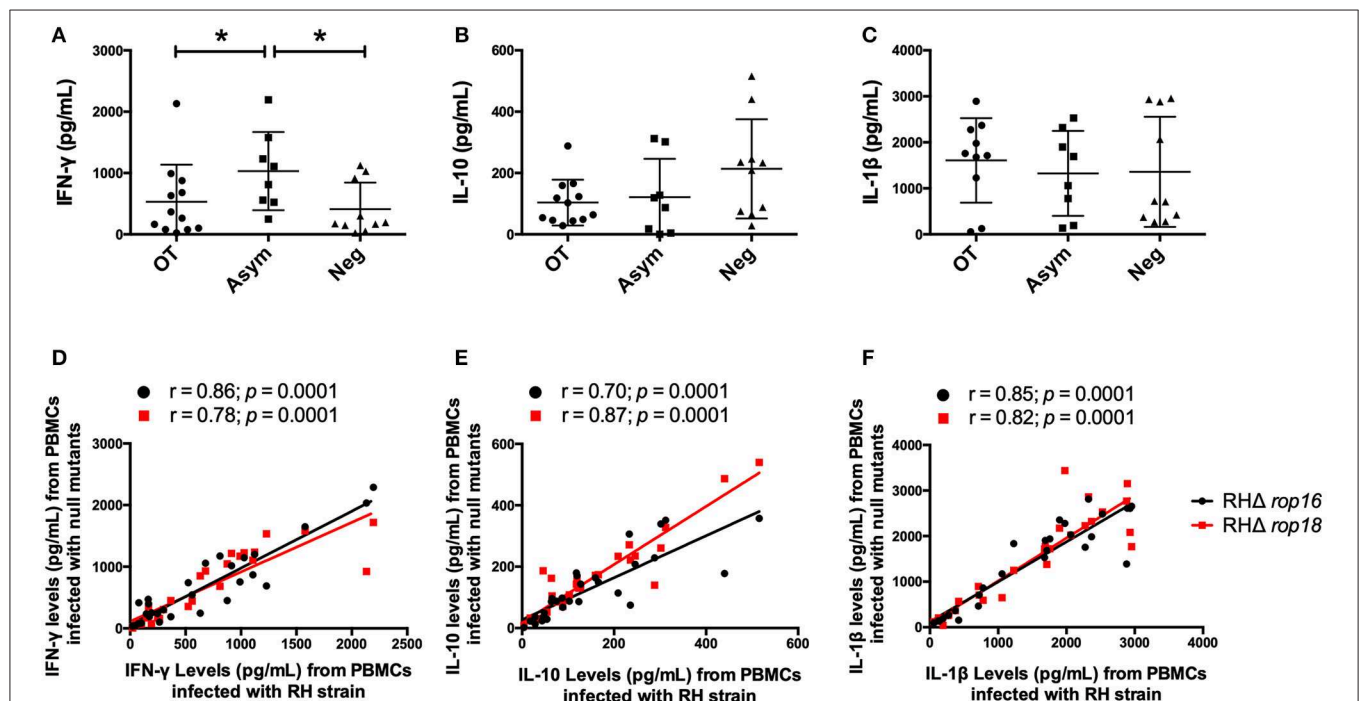 A
* *
3000
2000
1000
0
IFN-γ (pg/mL)
OT Asym Neg
B
600
400
200
0
IL-10 (pg/mL)
OT Asym Neg
C
4000
3000
2000
1000
0
IL-1β (pg/mL)
OT Asym Neg
D
r = 0.86; p = 0.0001
r = 0.78; p = 0.0001
IFN-γ Levels (pg/mL) from PBMCs
infected with null mutants
3000
2000
1000
0
0 500 1000 1500 2000 2500
IFN-γ Levels (pg/mL) from PBMCs
infected with RH strain
E
r = 0.70; p = 0.0001
r = 0.87; p = 0.0001
IL-10 levels (pg/mL) from PBMCs
infected with null mutants
600
400
200
0
0 200 400 600
IL-10 Levels (pg/mL) from PBMCs
infected with RH strain
F
r = 0.85; p = 0.0001
r = 0.82; p = 0.0001
IL-1β levels (pg/mL) from PBMCs
infected with null mutants
4000
3000
2000
1000
0
0 1000 2000 3000 4000
IL-1β Levels (pg/mL) from PBMCs
infected with RH strain
RHΔ rop16
RHΔ rop18